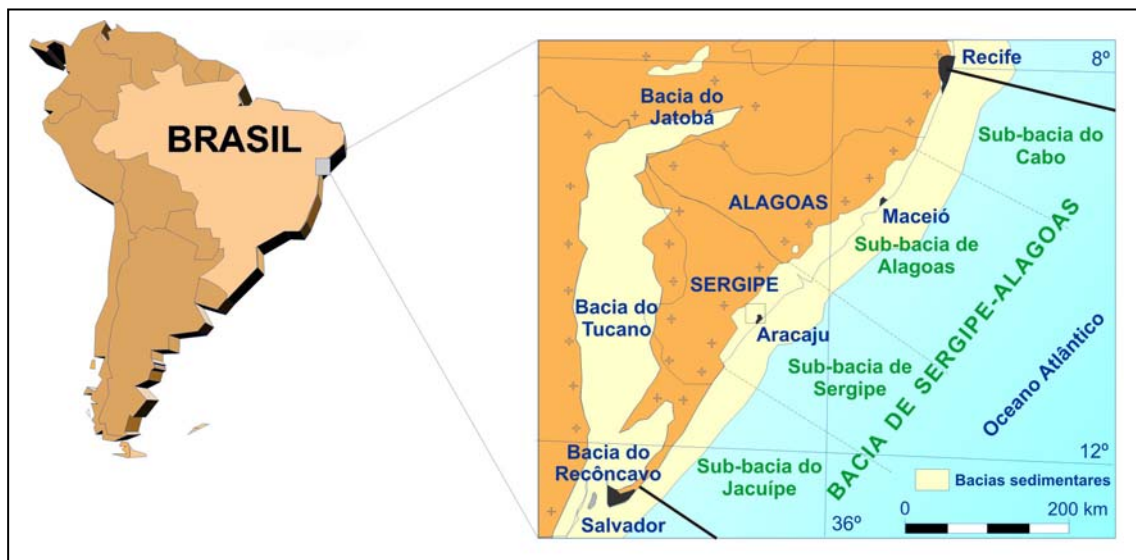 BRASIL
Recife
8º
Bacia do
Jatobá
Sub-bacia do
Cabo
ALAGOAS
Maceió
Sub-bacia de
Alagoas
SERGIPE
Bacia do
Tucano
Aracaju
Sub-bacia de
Sergipe
BACIA DE SERGIPE-ALAGOAS
Oceano Atlântico
Bacia do
Recôncavo
Sub-bacia do
Jacuípe
12º
Bacias sedimentares
Salvador
36º
0 200 km